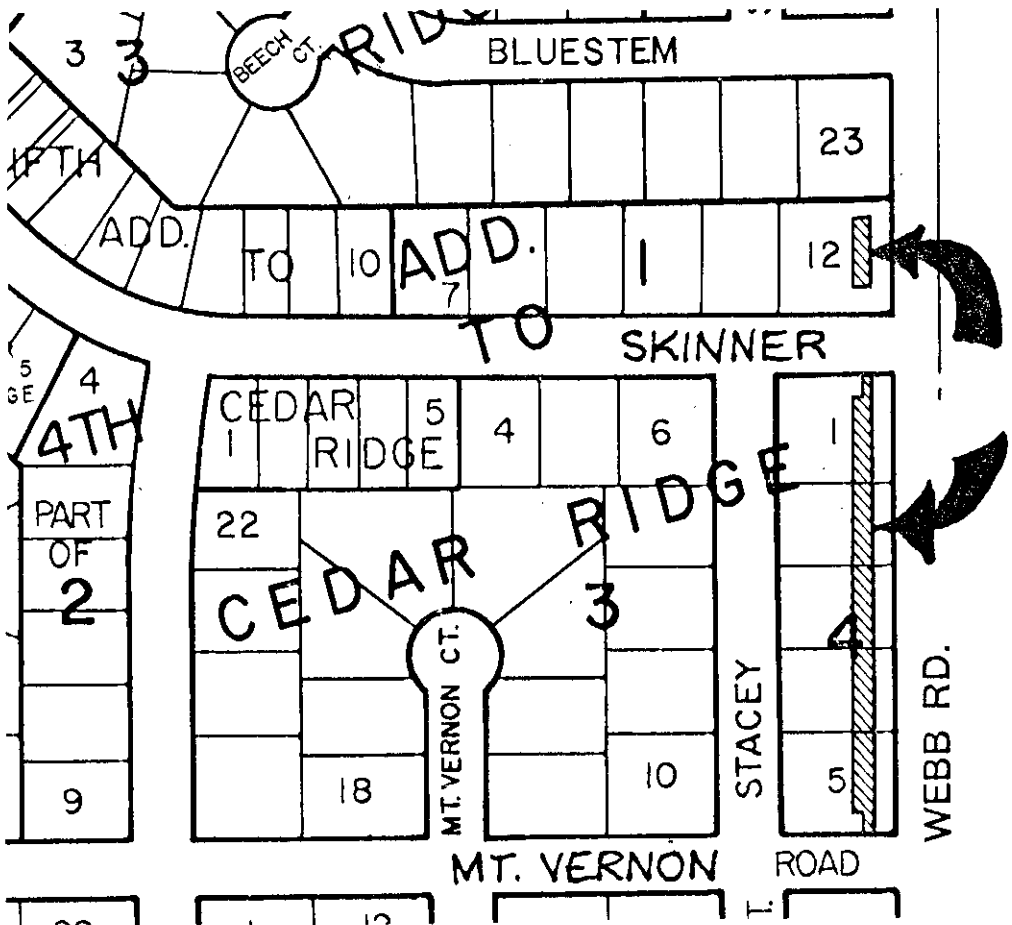 3 3
BEECH CT.
RIDG
BLUESTEM
IFTH
23
ADD.
TO
10
ADD.
7
1
12
TO
SKINNER
5
GE
4
4TH
CEDAR
1
RIDGE
5
4
6
1
RIDGE
PART
OF
2
22
CEDAR
3
4
MT. VERNON CT.
STACEY
WEBB RD.
9
18
10
5
MT. VERNON ROAD
T.